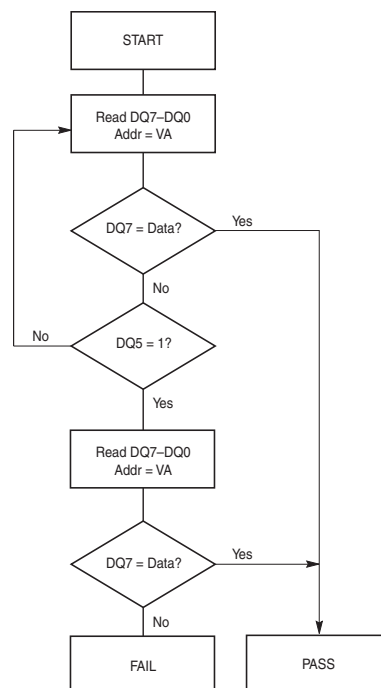 START
Read DQ7–DQ0
Addr = VA
DQ7 = Data?
Yes
No
No
DQ5 = 1?
Yes
Read DQ7–DQ0
Addr = VA
DQ7 = Data?
Yes
No
FAIL
PASS